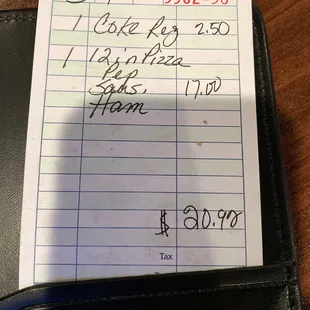 1 Coke Reg 2.50
1 12in Pizza
Pep
Saus. 17.00
Ham
$ 20.98
Tax